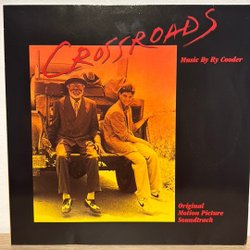 CROSSROADS
Music By Ry Cooder
Original
Motion Picture
Soundtrack